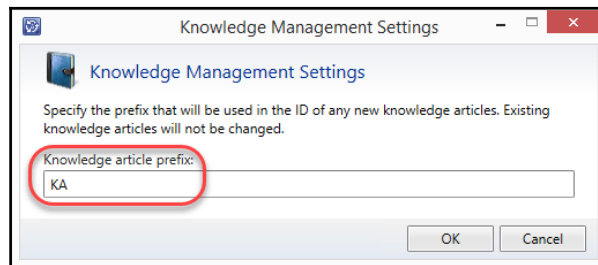 Knowledge Management Settings
Knowledge Management Settings
Specify the prefix that will be used in the ID of any new knowledge articles. Existing
knowledge articles will not be changed.
Knowledge article prefix:
KA
OK Cancel